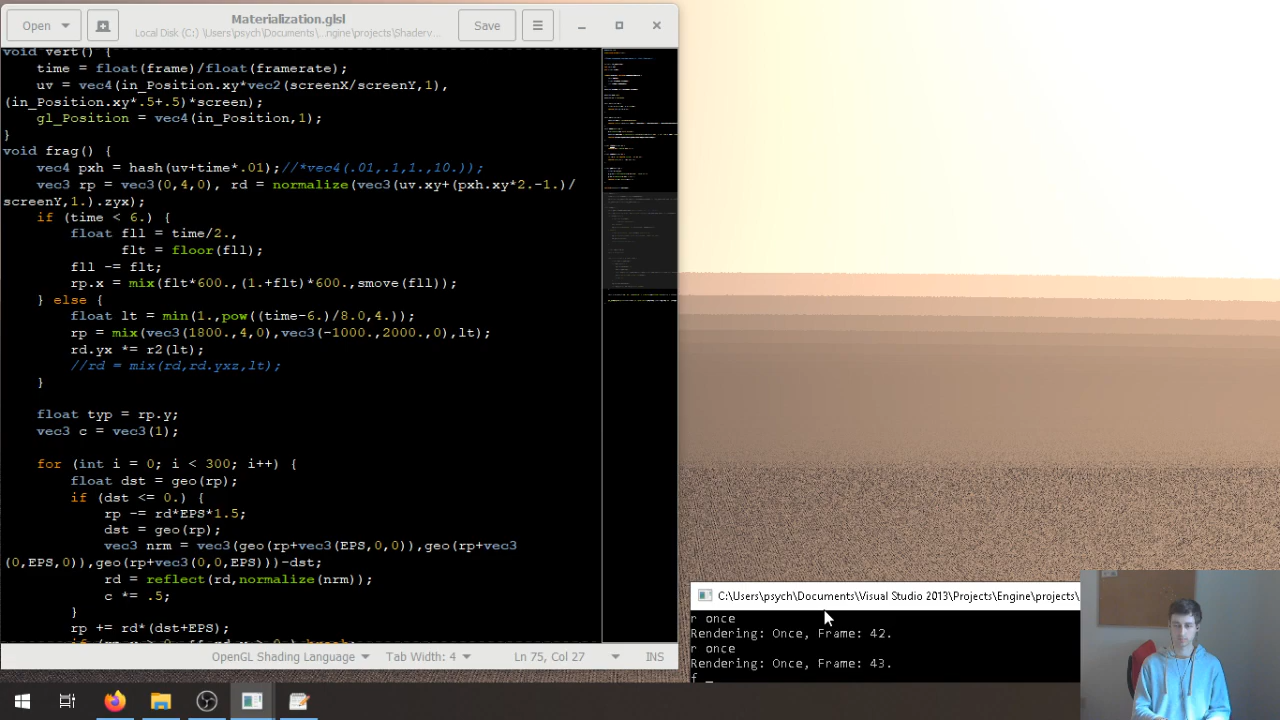 Open
Materialization.glsl
Local Disk (C:) \Users\psych\Documents\...ngine\projects\Shaderv...
Save
void vert() {
time = float(frame)/float(framerate);
uv = vec4(in_Position.xy*vec2(screenX/screenY,1),
(in_Position.xy*.5+.5)*screen);
gl_Position = vec4(in_Position,1);
}
void frag() {
vec4 pxh = hash(uv+time*.01);//*vec4(.01,.1,1.,10.));
vec3 rp = vec3(0,4,0), rd = normalize(vec3(uv.xy+(pxh.xy*2.-1.)/
screenY,1.).zyx);
if (time < 6.) {
float fll = time/2.,
flt = floor(fll);
fll -= flt;
rp.x = mix(flt*600.,(1.+flt)*600.,smove(fll));
} else {
float lt = min(1.,pow((time-6.)/8.0,4.));
rp = mix(vec3(1800.,4,0),vec3(-1000.,2000.,0),lt);
rd.yx *= r2(lt);
//rd = mix(rd,rd.yxz,lt);
}
float typ = rp.y;
vec3 c = vec3(1);
for (int i = 0; i < 300; i++) {
float dst = geo(rp);
if (dst <= 0.) {
rp -= rd*EPS*1.5;
dst = geo(rp);
vec3 nrm = vec3(geo(rp+vec3(EPS,0,0)),geo(rp+vec3
(0,EPS,0)),geo(rp+vec3(0,0,EPS)))-dst;
rd = reflect(rd,normalize(nrm));
c *= .5;
}
rp += rd*(dst+EPS);
OpenGL Shading Language
Tab Width: 4
Ln 75, Col 27
INS
C:\Users\psych\Documents\Visual Studio 2013\Projects\Engine\projects\
r once
Rendering: Once, Frame: 42.
r once
Rendering: Once, Frame: 43.
f _